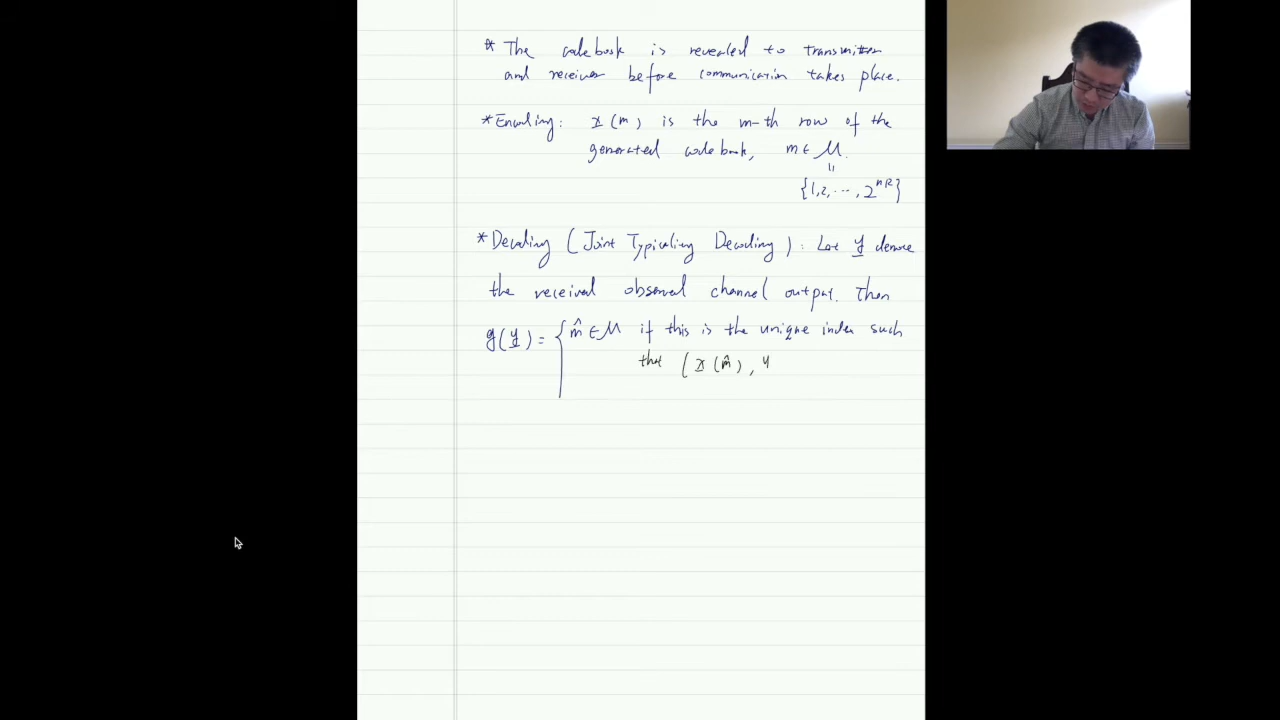 * The codebook is revealed to transmitter
and receiver before communication takes place.
*Encoding: x(m) is the m-th row of the
generated codebook, m ∈ M.
"
{1,2, ..., 2^{nR}}
*Decoding (Joint Typicality Decoding): Let y denote
the received observed channel output. Then
g(y) = { m̂ ∈ M if this is the unique index such
that (x(m̂), y